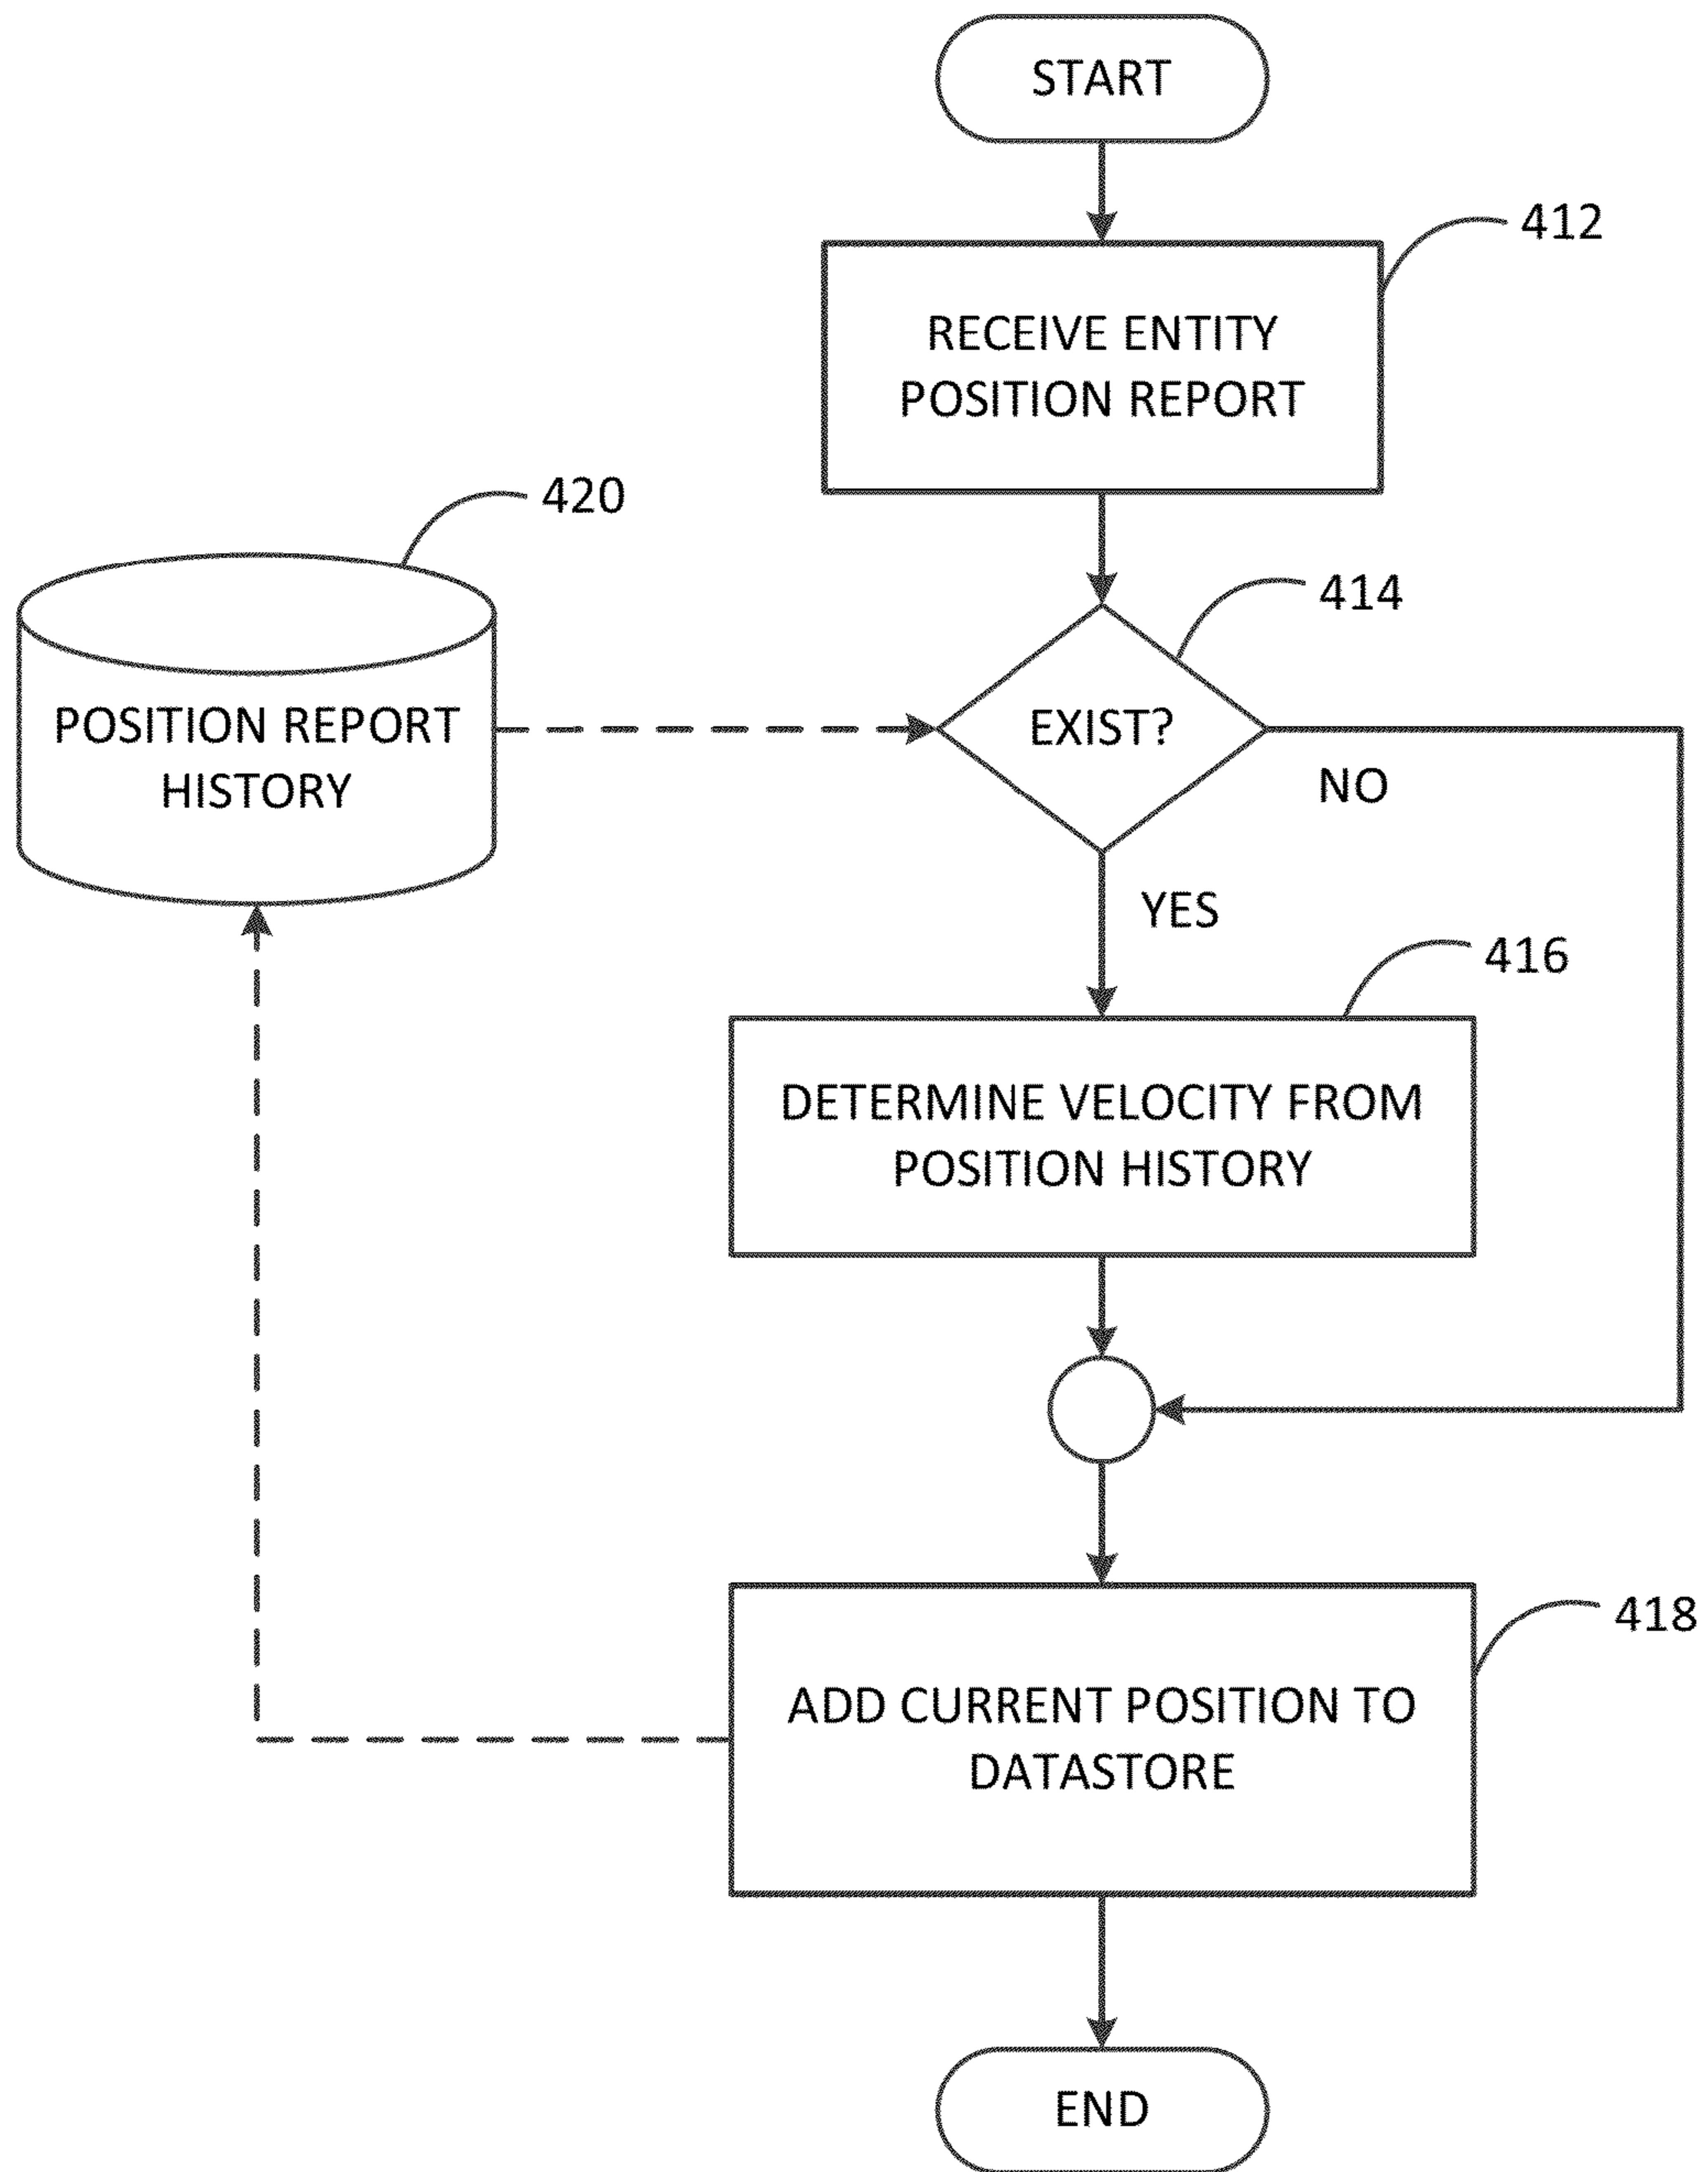 START
412
RECEIVE ENTITY
POSITION REPORT
420
414
POSITION REPORT
HISTORY
EXIST?
NO
YES
416
DETERMINE VELOCITY FROM
POSITION HISTORY
418
ADD CURRENT POSITION TO
DATASTORE
END